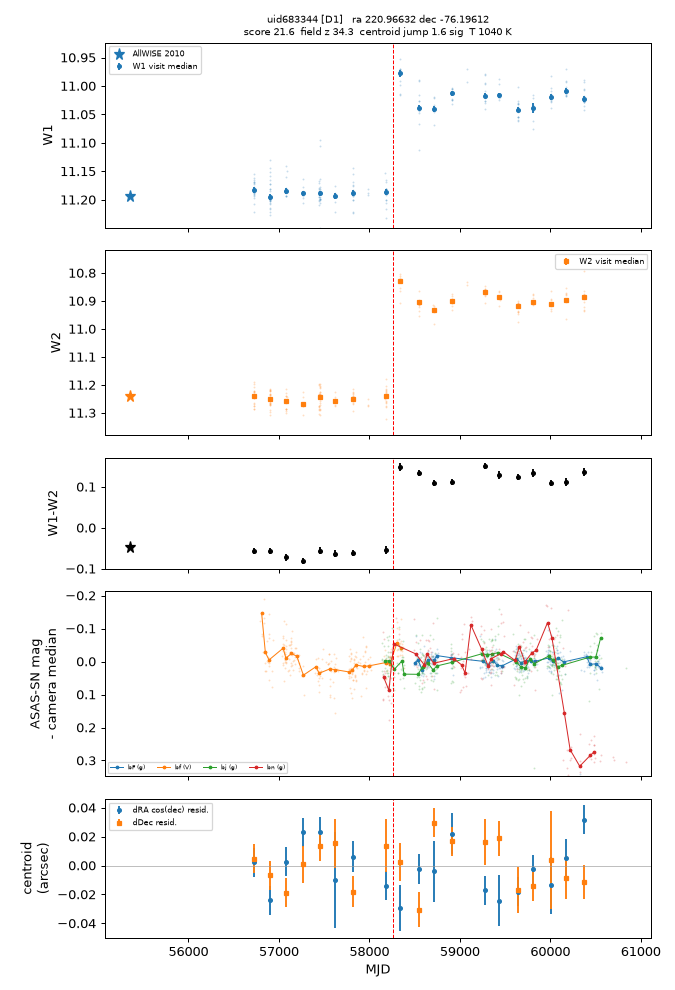 uid683344 [D1]   ra 220.96632 dec -76.19612
score 21.6  field z 34.3  centroid jump 1.6 sig  T 1040 K
AllWISE 2010
W1 visit median
10.95
11.00
11.05
11.10
11.15
11.20
W1
W2 visit median
10.8
10.9
11.0
11.1
11.2
11.3
W2
0.1
0.0
−0.1
W1-W2
−0.2
−0.1
0.0
0.1
0.2
0.3
ASAS-SN mag
- camera median
dRA cos(dec) resid.
dDec resid.
0.04
0.02
0.00
−0.02
−0.04
centroid
(arcsec)
56000
57000
58000
59000
60000
61000
MJD